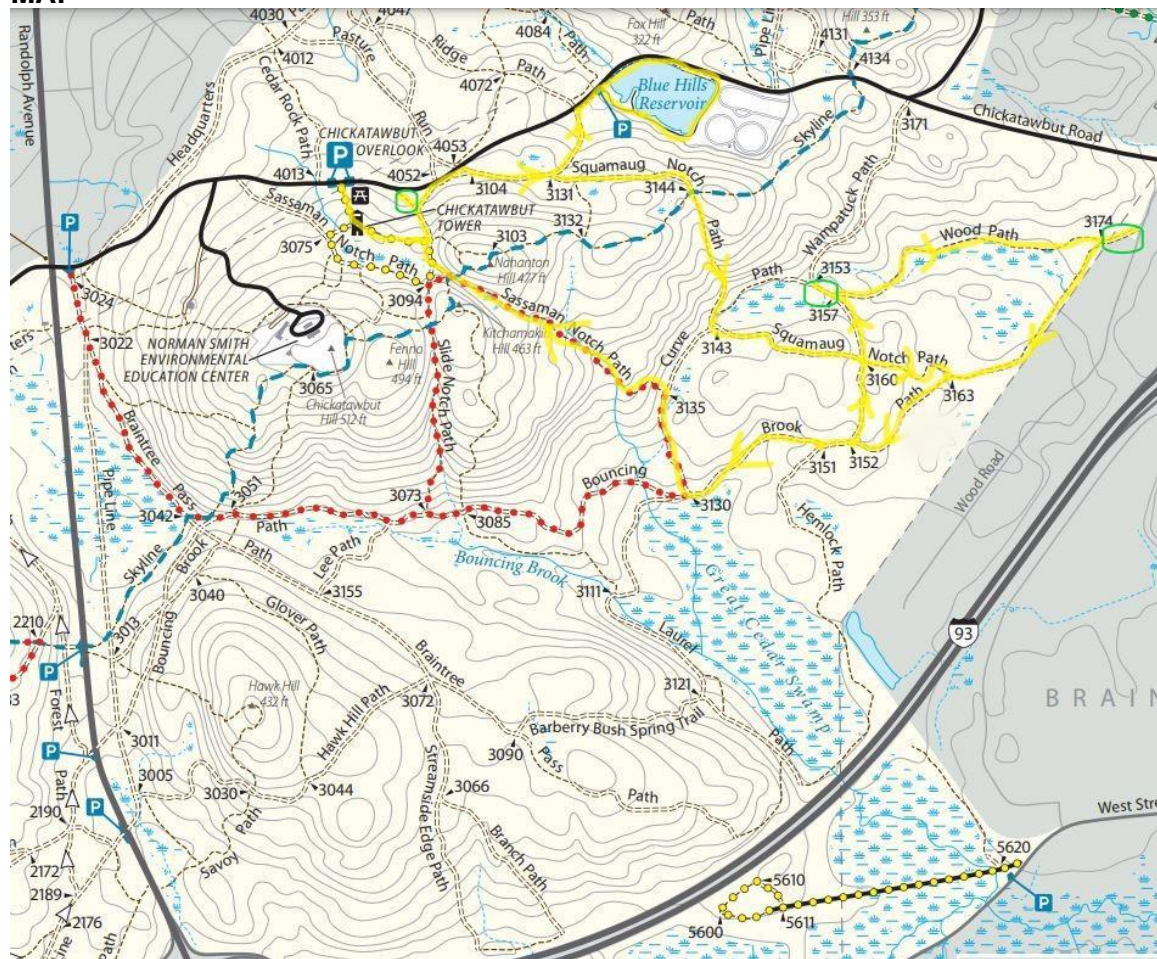 4030
4047
Pasture
4012
Cedar Rock Path
Ridge
Path
4072
4084
Path
Fox Hill
322 ft
Pipe Line
Hill 353 ft
4131
4134
Randolph Avenue
Headquarters
Run
Blue Hills
Reservoir
P
Skyline
3171
Chickatawbut Road
CHICKATAWBUT
OVERLOOK
P
4053
4013
4052
3104
3131
Squamaug
Notch
3144
Path
Wampatuck Path
CHICKATAWBUT
TOWER
Sassaman
Notch Path
3075
3103
3132
Nahanton
Hill 477 ft
3094
P
3024
3022
Wood Path
3174
Path
3153
3157
NORMAN SMITH
ENVIRONMENTAL
EDUCATION CENTER
Fenno
Hill
494 ft
Sassaman
Notch Path
Kitchamakin
Hill 463 ft
Curve
3143
Squamaug
Notch Path
3160
Path
3163
3065
Chickatawbut
Hill 512 ft
Slide Notch Path
3135
Braintree
Pass
Pipe Line
Brook
3151
3152
Wood Road
3051
3042
Path
3073
3085
Bouncing
3130
Hemlock Path
Skyline
Brook
Path
Lee Path
Bouncing Brook
Great Cedar Swamp
3155
3111
3040
Glover Path
2210
3013
Bouncing
Laurel
93
P
Forest
Path
Hawk Hill
432 ft
Braintree
3121
Hawk Hill Path
3072
Barberry Bush Spring Trail
Path
BRAIN
3011
P
3090
Pass
Path
3005
3030
3044
3066
P
2190
Path
Savoy
Streamside Edge Path
Branch Path
West Stre
2172
2189
2176
Line
Path
5620
5610
5611
5600
P